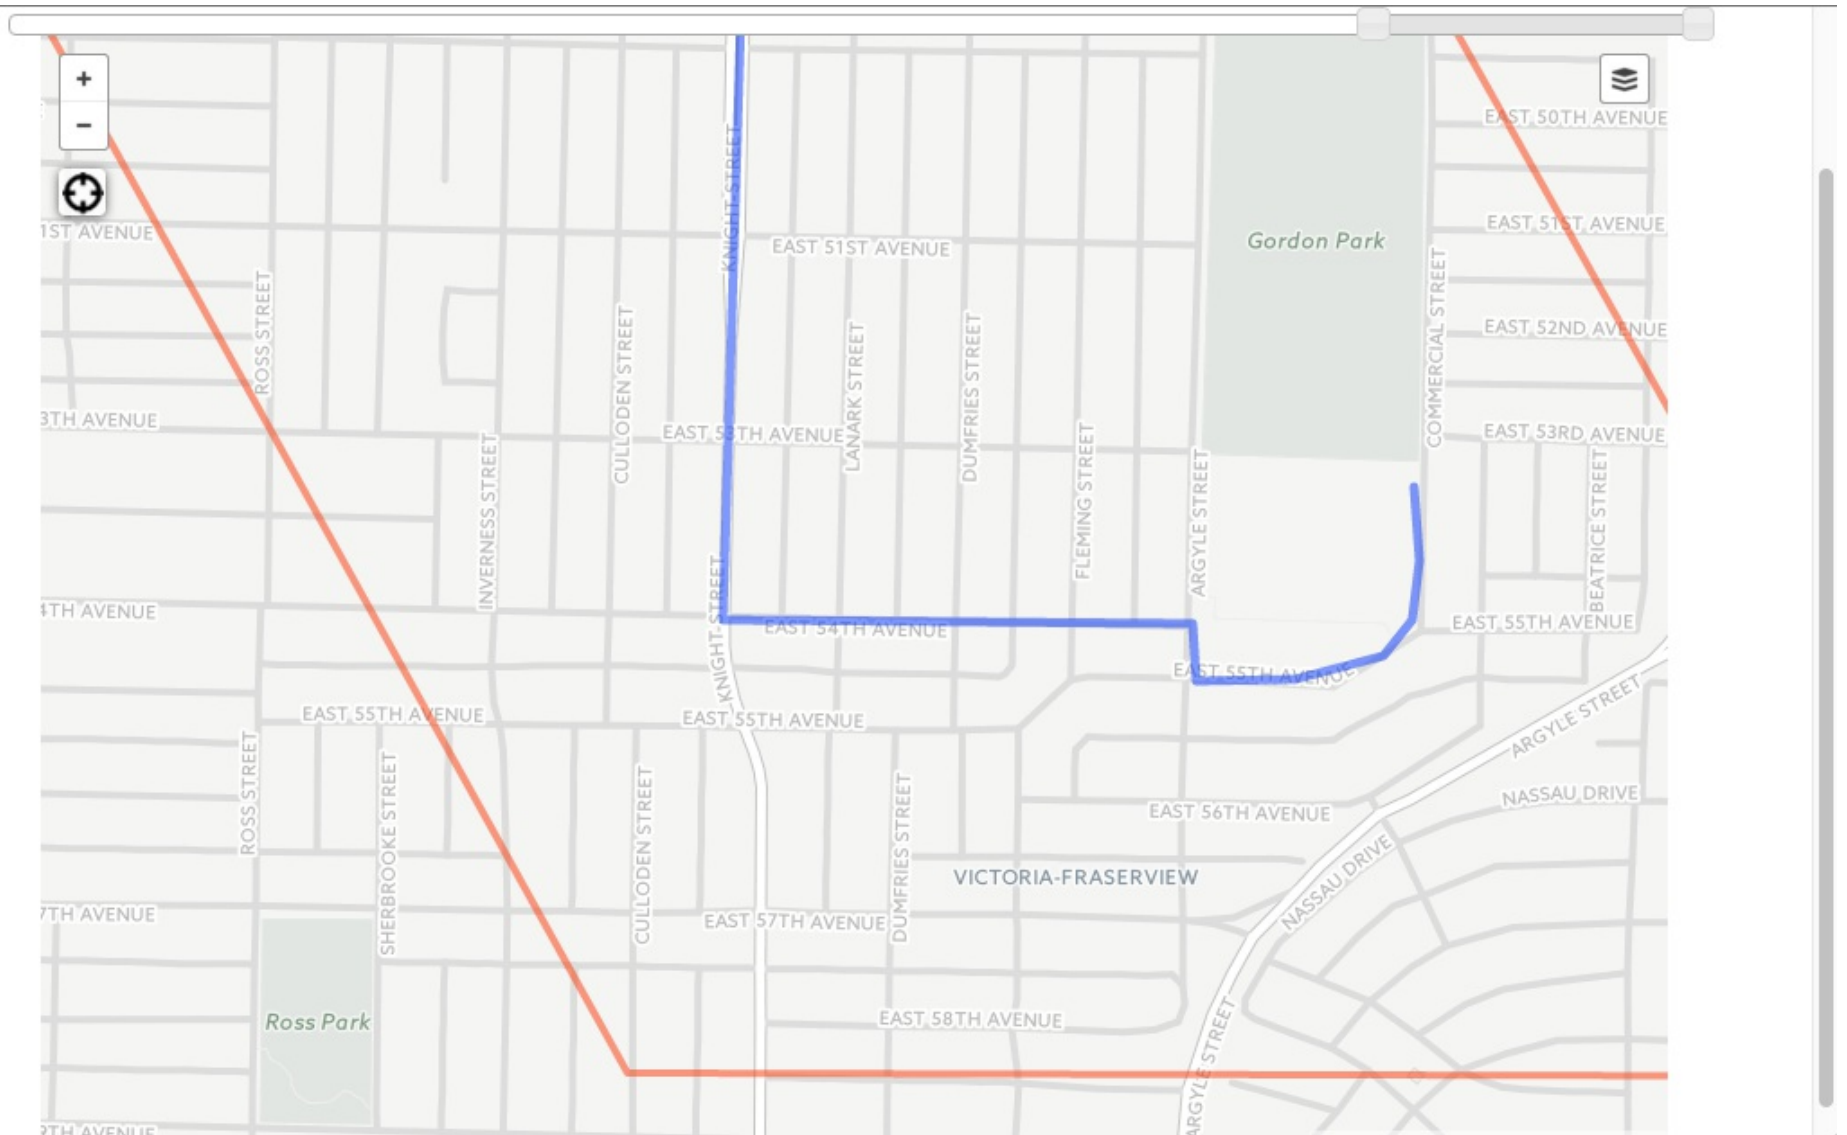 +
−
EAST 50TH AVENUE
KNIGHT STREET
1ST AVENUE
EAST 51ST AVENUE
Gordon Park
EAST 51ST AVENUE
ROSS STREET
CULLODEN STREET
LANARK STREET
DUMFRIES STREET
COMMERCIAL STREET
EAST 52ND AVENUE
3TH AVENUE
EAST 53TH AVENUE
EAST 53RD AVENUE
INVERNESS STREET
FLEMING STREET
ARGYLE STREET
BEATRICE STREET
4TH AVENUE
KNIGHT STREET
EAST 54TH AVENUE
EAST 55TH AVENUE
EAST 55TH AVENUE
EAST 55TH AVENUE
EAST 55TH AVENUE
ARGYLE STREET
ROSS STREET
SHERBROOKE STREET
CULLODEN STREET
DUMFRIES STREET
EAST 56TH AVENUE
NASSAU DRIVE
NASSAU DRIVE
VICTORIA-FRASERVIEW
7TH AVENUE
EAST 57TH AVENUE
Ross Park
EAST 58TH AVENUE
ARGYLE STREET
TH AVENUE